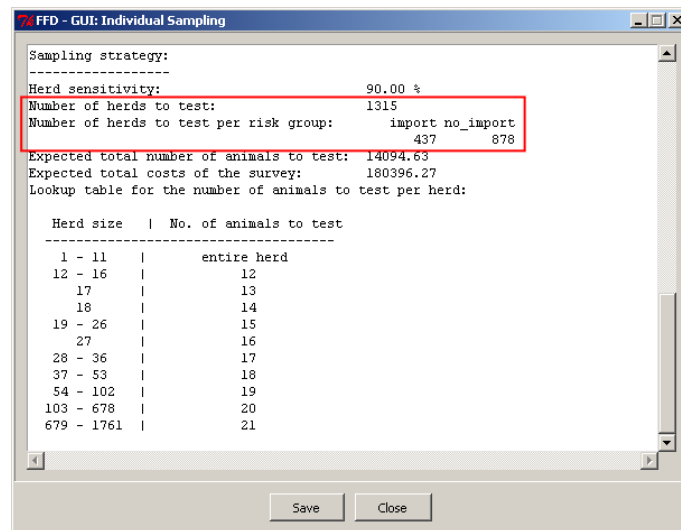 FFD - GUI: Individual Sampling
Sampling strategy:
------------------
Herd sensitivity: 90.00 %
Number of herds to test: 1315
Number of herds to test per risk group: import no_import
437 878
Expected total number of animals to test: 14094.63
Expected total costs of the survey: 180396.27
Lookup table for the number of animals to test per herd:
Herd size | No. of animals to test
-------------------------------------
1 - 11 | entire herd
12 - 16 | 12
17 | 13
18 | 14
19 - 26 | 15
27 | 16
28 - 36 | 17
37 - 53 | 18
54 - 102 | 19
103 - 678 | 20
679 - 1761 | 21
Save Close